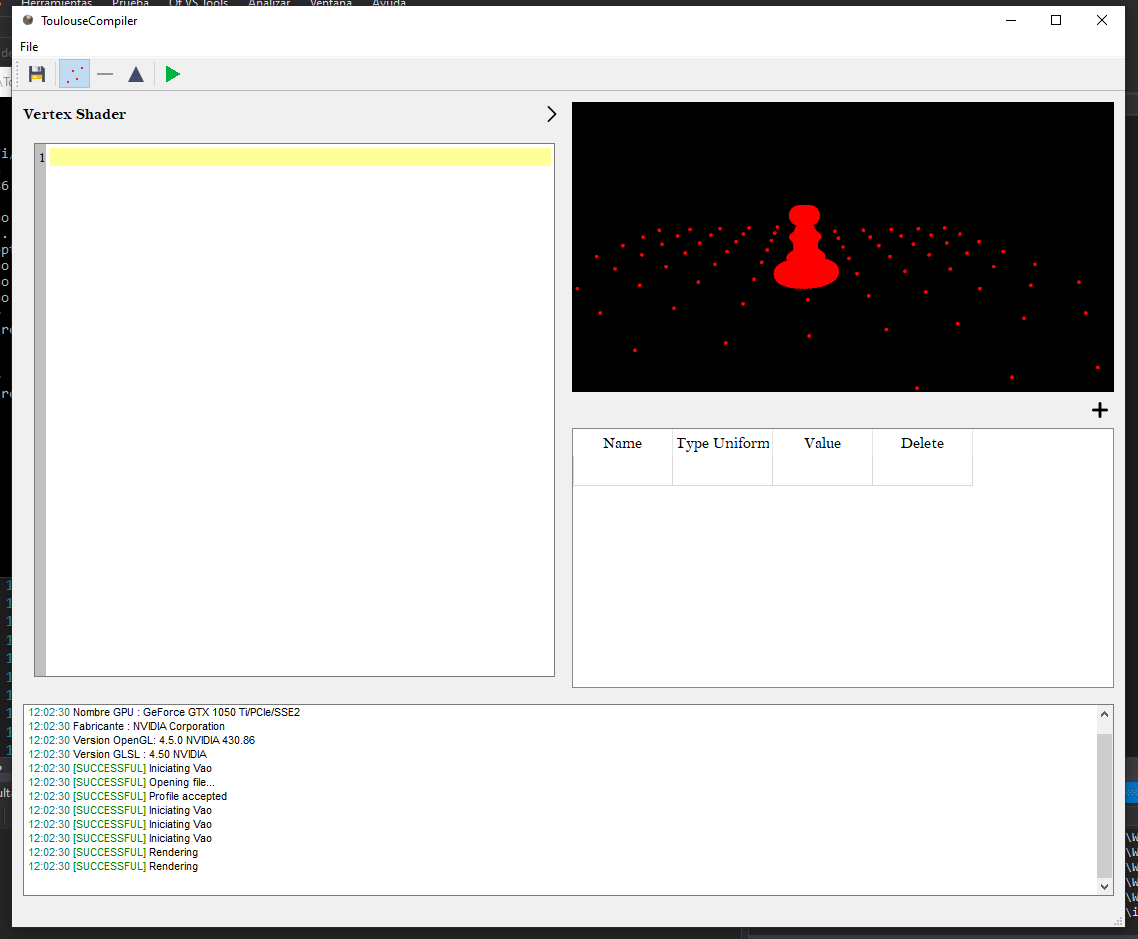 Herramientas Prueba Qt VS Tools Analizar Ventana Ayuda
ToulouseCompiler
File
Vertex Shader
1
Name Type Uniform Value Delete
12:02:30 Nombre GPU : GeForce GTX 1050 Ti/PCIe/SSE2
12:02:30 Fabricante : NVIDIA Corporation
12:02:30 Version OpenGL: 4.5.0 NVIDIA 430.86
12:02:30 Version GLSL : 4.50 NVIDIA
12:02:30 [SUCCESSFUL] Iniciating Vao
12:02:30 [SUCCESSFUL] Opening file...
12:02:30 [SUCCESSFUL] Profile accepted
12:02:30 [SUCCESSFUL] Iniciating Vao
12:02:30 [SUCCESSFUL] Iniciating Vao
12:02:30 [SUCCESSFUL] Iniciating Vao
12:02:30 [SUCCESSFUL] Rendering
12:02:30 [SUCCESSFUL] Rendering